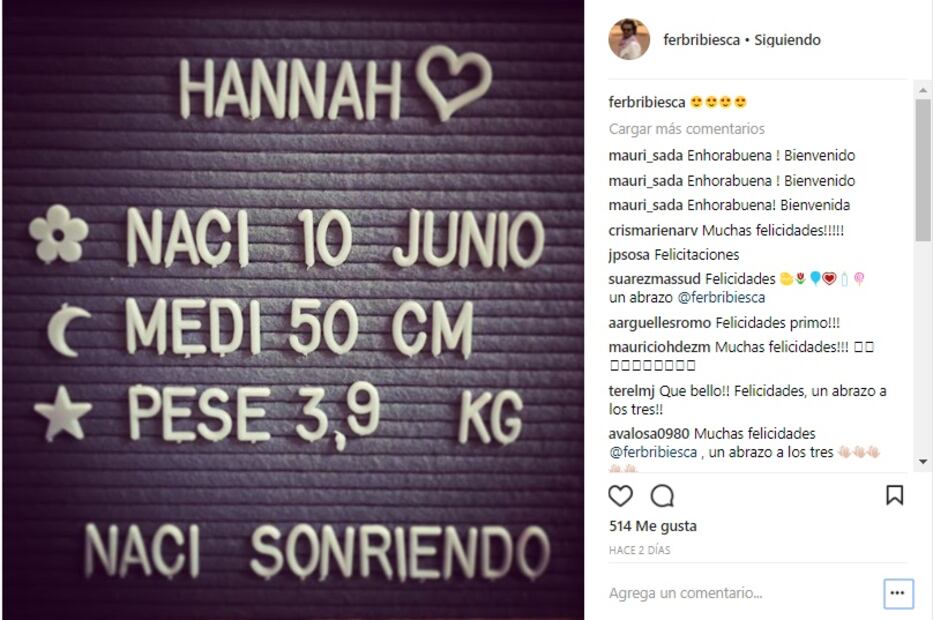 HANNAH
NACI 10 JUNIO
MEDI 50 CM
PESE 3,9 KG
NACI SONRIENDO
ferbribiesca • Siguiendo
ferbribiesca 😍😍😍😍
Cargar más comentarios
mauri_sada Enhorabuena ! Bienvenido
mauri_sada Enhorabuena ! Bienvenido
mauri_sada Enhorabuena! Bienvenida
crismarienarv Muchas felicidades!!!!!
jpsosa Felicitaciones
suarezmassud Felicidades
un abrazo @ferbribiesca
aarguellesromo Felicidades primo!!!
mauriciohdezm Muchas felicidades!!!
terelmj Que bello!! Felicidades, un abrazo a
los tres!!
avalosa0980 Muchas felicidades
@ferbribiesca , un abrazo a los tres
514 Me gusta
HACE 2 DÍAS
Agrega un comentario...